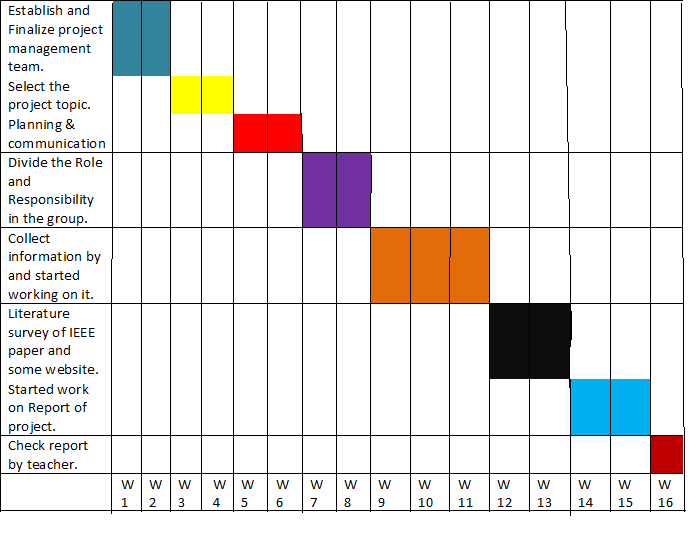 Establish and
Finalize project
management
team.
Select the
project topic.
Planning &
communication
Divide the Role
and
Responsibility
in the group.
Collect
information by
and started
working on it.
Literature
survey of IEEE
paper and
some website.
Started work
on Report of
project.
Check report
by teacher.
W W W W W W W W W W W W W W W W
1 2 3 4 5 6 7 8 9 10 11 12 13 14 15 16